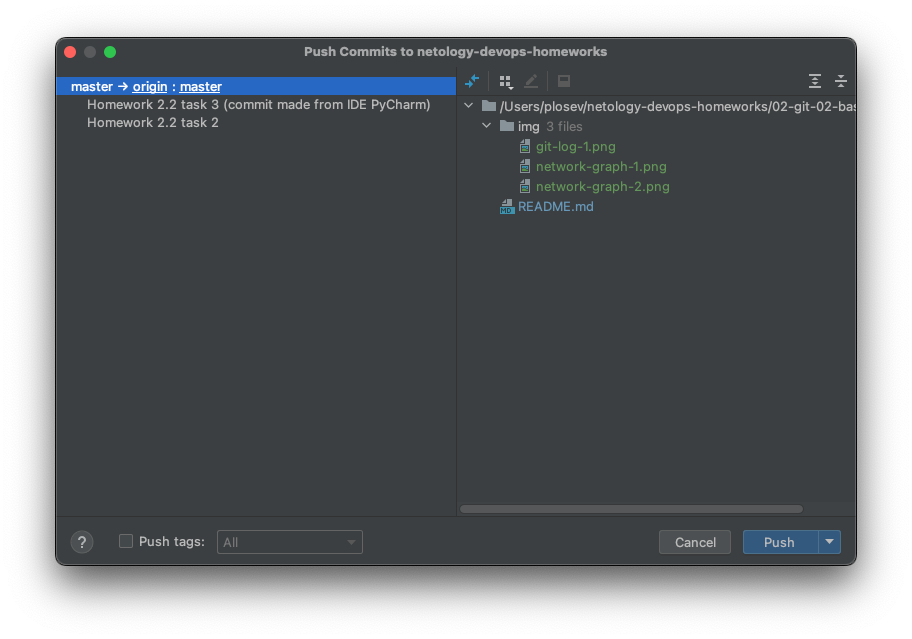 Push Commits to netology-devops-homeworks
master → origin : master
Homework 2.2 task 3 (commit made from IDE PyCharm)
Homework 2.2 task 2
/Users/plosev/netology-devops-homeworks/02-git-02-bas
img 3 files
git-log-1.png
network-graph-1.png
network-graph-2.png
MD README.md
? Push tags: All
Cancel
Push